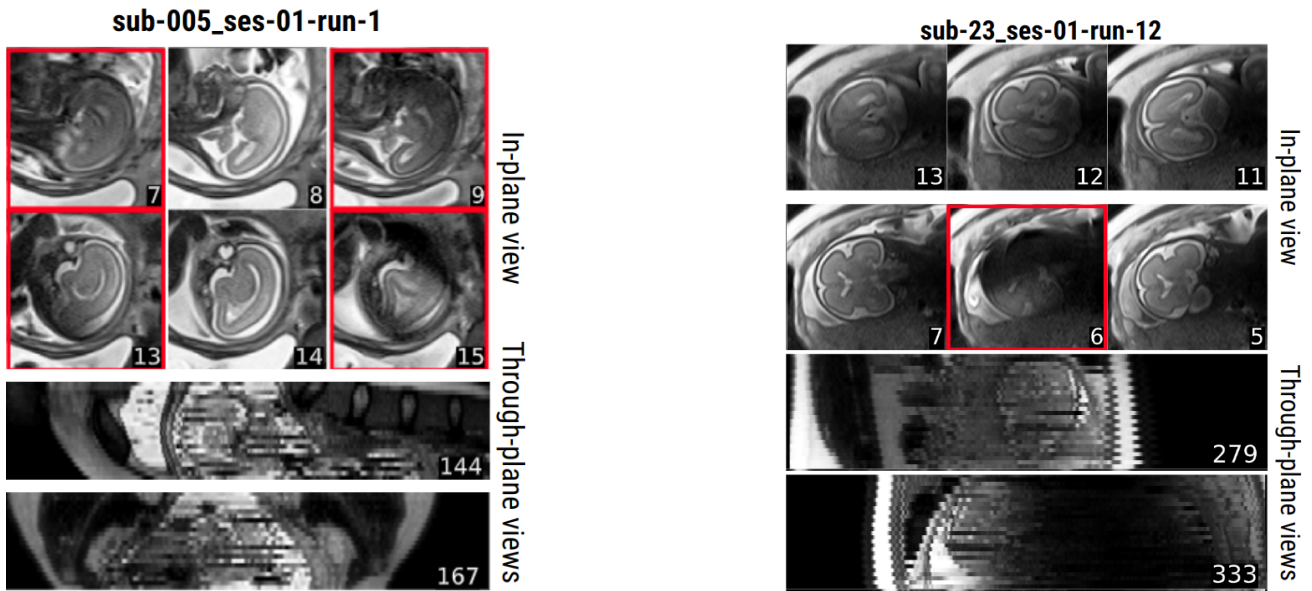 sub-005_ses-01-run-1
7
8
9
13
14
15
In-plane view
144
167
Through-plane views
sub-23_ses-01-run-12
13
12
11
7
6
5
In-plane view
279
333
Through-plane views